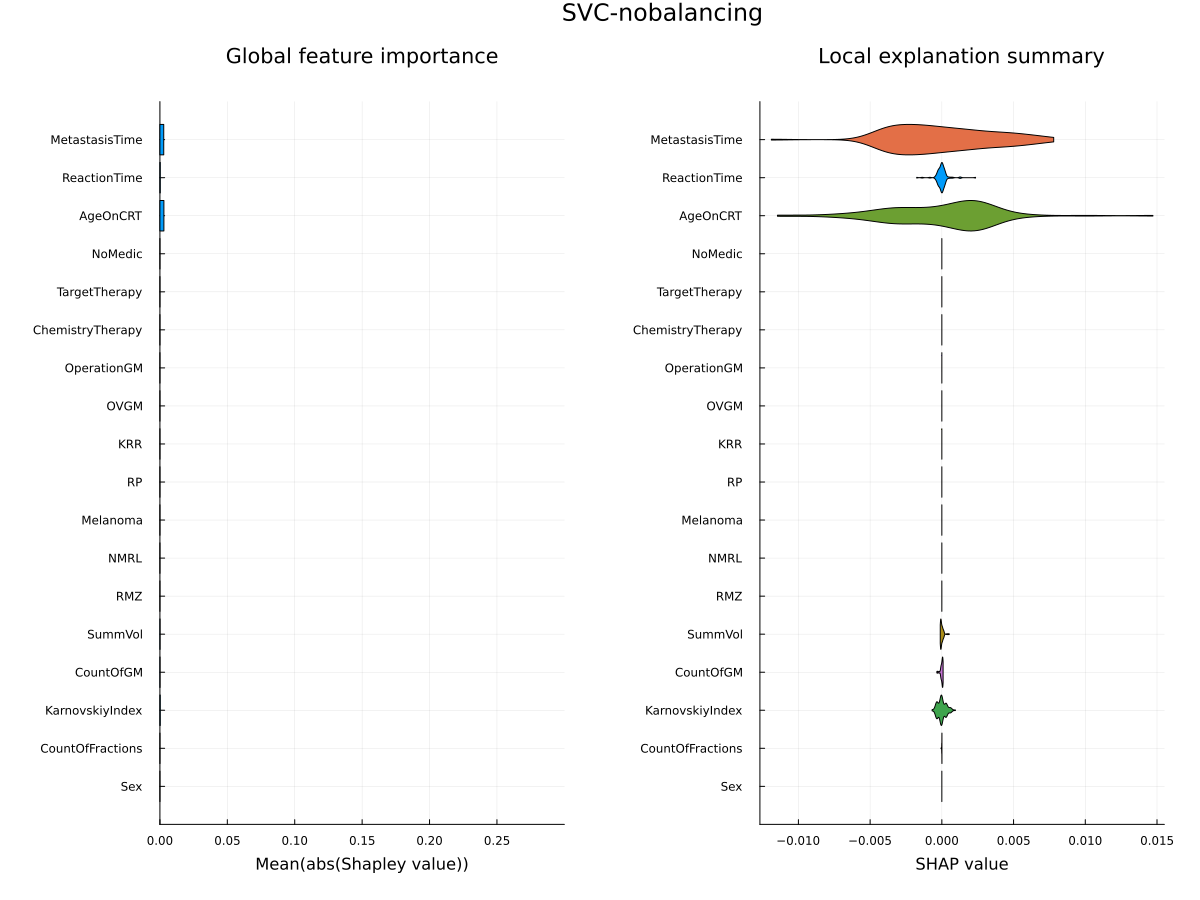 SVC-nobalancing
Global feature importance
MetastasisTime
ReactionTime
AgeOnCRT
NoMedic
TargetTherapy
ChemistryTherapy
OperationGM
OVGM
KRR
RP
Melanoma
NMRL
RMZ
SummVol
CountOfGM
KarnovskiyIndex
CountOfFractions
Sex
0.00 0.05 0.10 0.15 0.20 0.25
Mean(abs(Shapley value))
Local explanation summary
MetastasisTime
ReactionTime
AgeOnCRT
NoMedic
TargetTherapy
ChemistryTherapy
OperationGM
OVGM
KRR
RP
Melanoma
NMRL
RMZ
SummVol
CountOfGM
KarnovskiyIndex
CountOfFractions
Sex
−0.010 −0.005 0.000 0.005 0.010 0.015
SHAP value